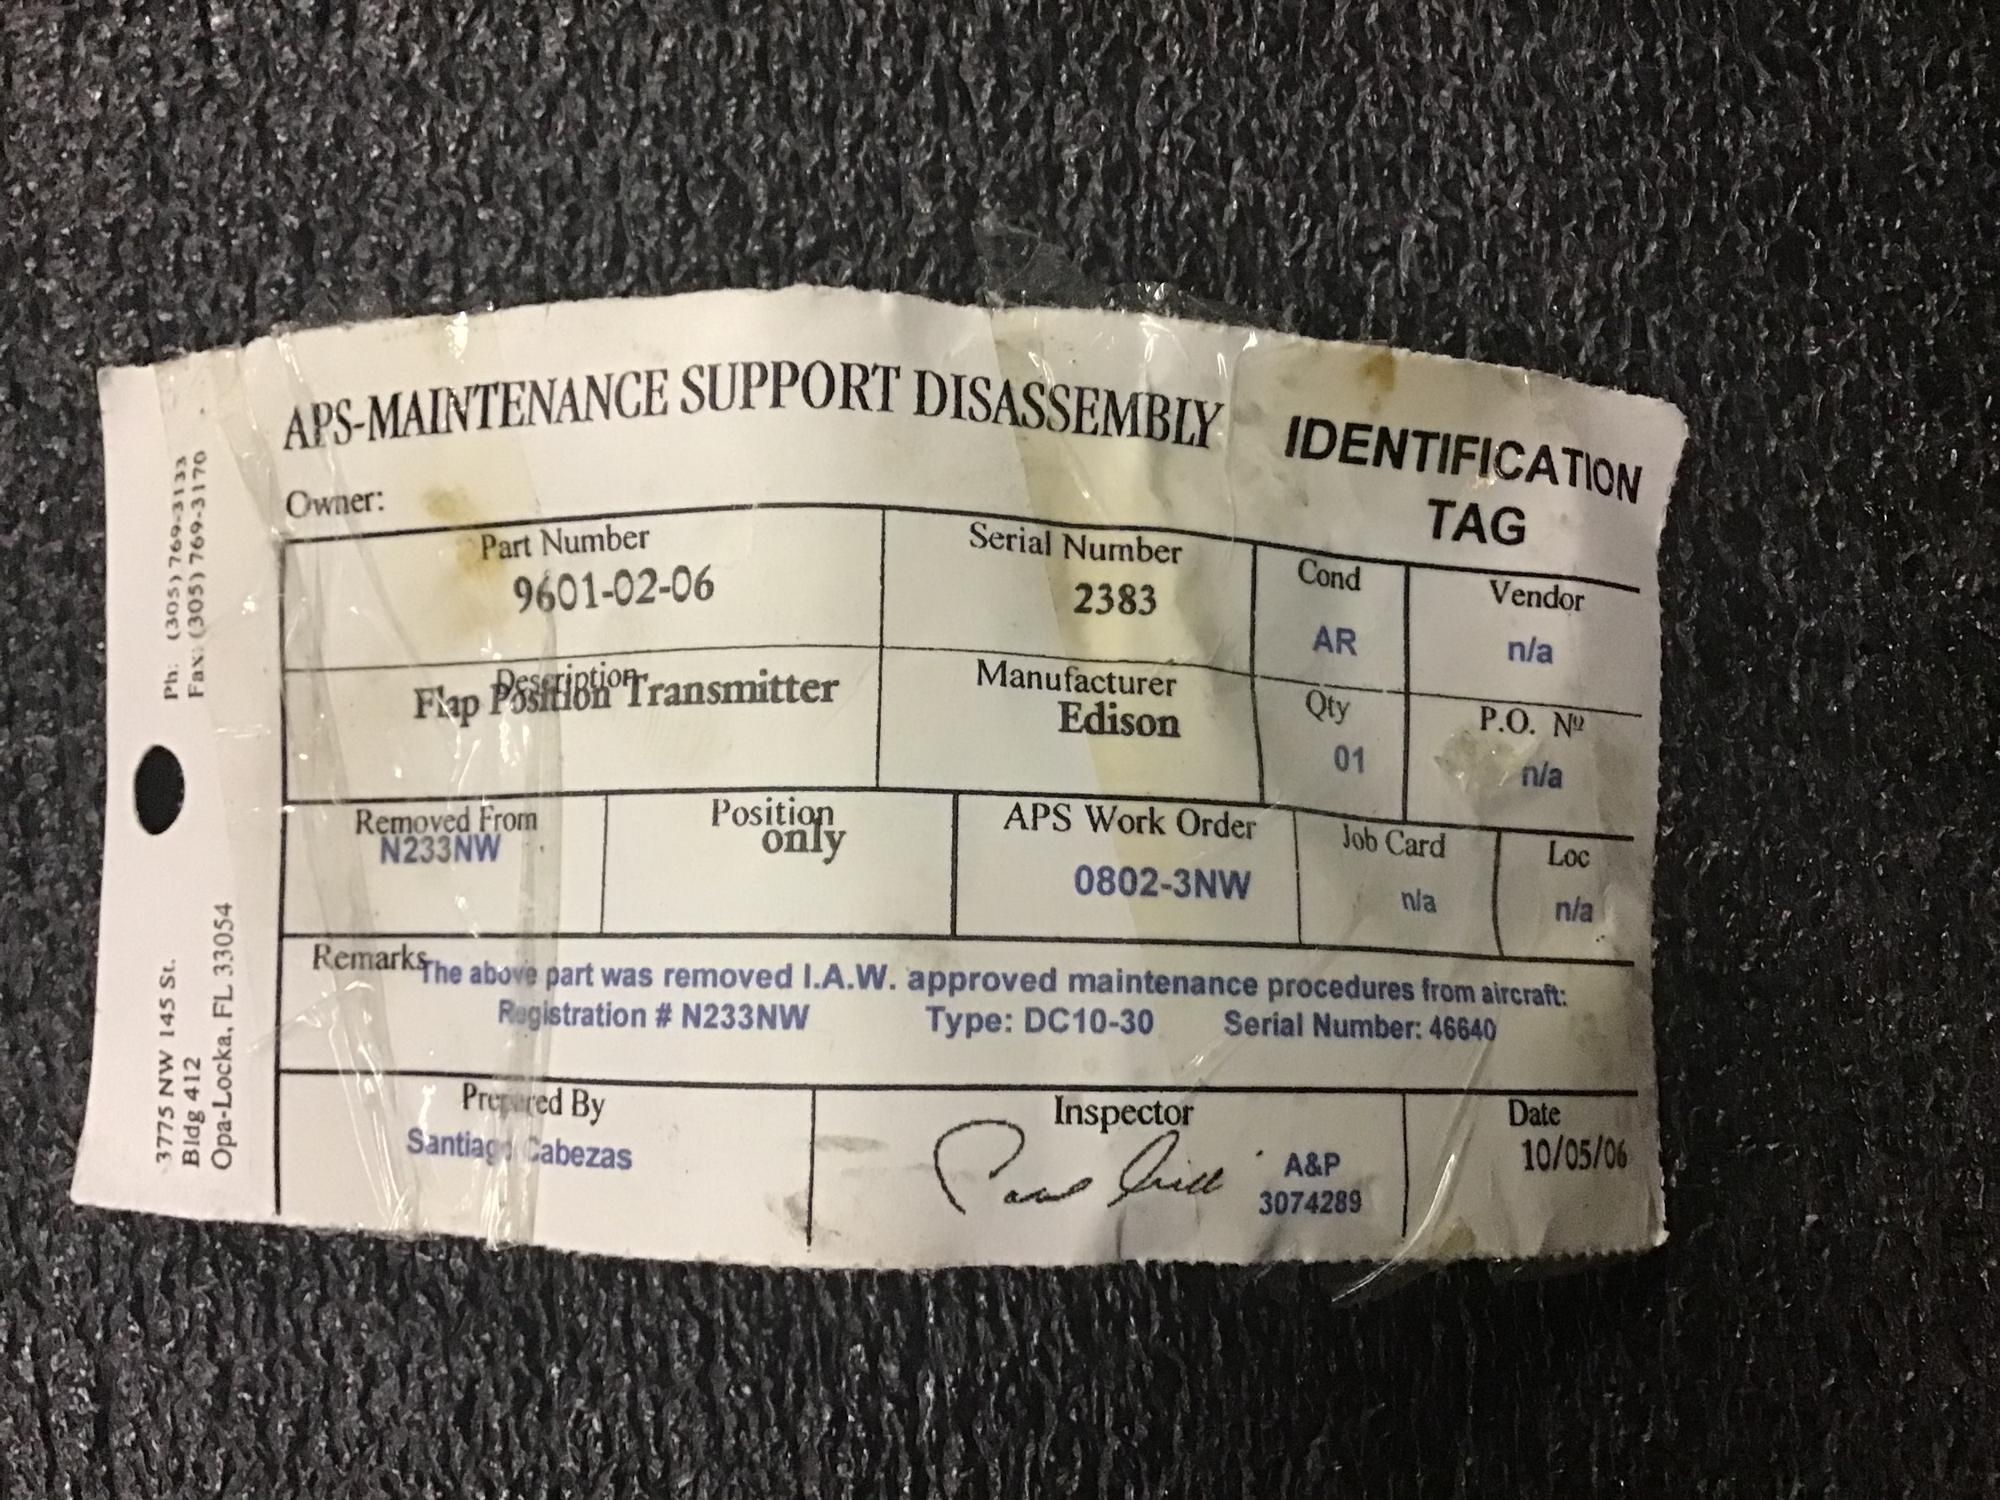 APS-MAINTENANCE SUPPORT DISASSEMBLY
IDENTIFICATION
TAG
Owner:
Part Number
9601-02-06
Serial Number
2383
Cond
AR
Vendor
n/a
Description
Flap Position Transmitter
Manufacturer
Edison
Qty
01
P.O. Nº
n/a
Removed From
N233NW
Position
only
APS Work Order
0802-3NW
Job Card
n/a
Loc
n/a
Remarks
The above part was removed I.A.W. approved maintenance procedures from aircraft:
Registration # N233NW Type: DC10-30 Serial Number: 46640
Prepared By
Santiago Cabezas
Inspector
A&P
3074289
Date
10/05/06
Ph: (305) 769-3133
Fax: (305) 769-3170
3775 NW 145 St.
Bldg 412
Opa-Locka, FL 33054